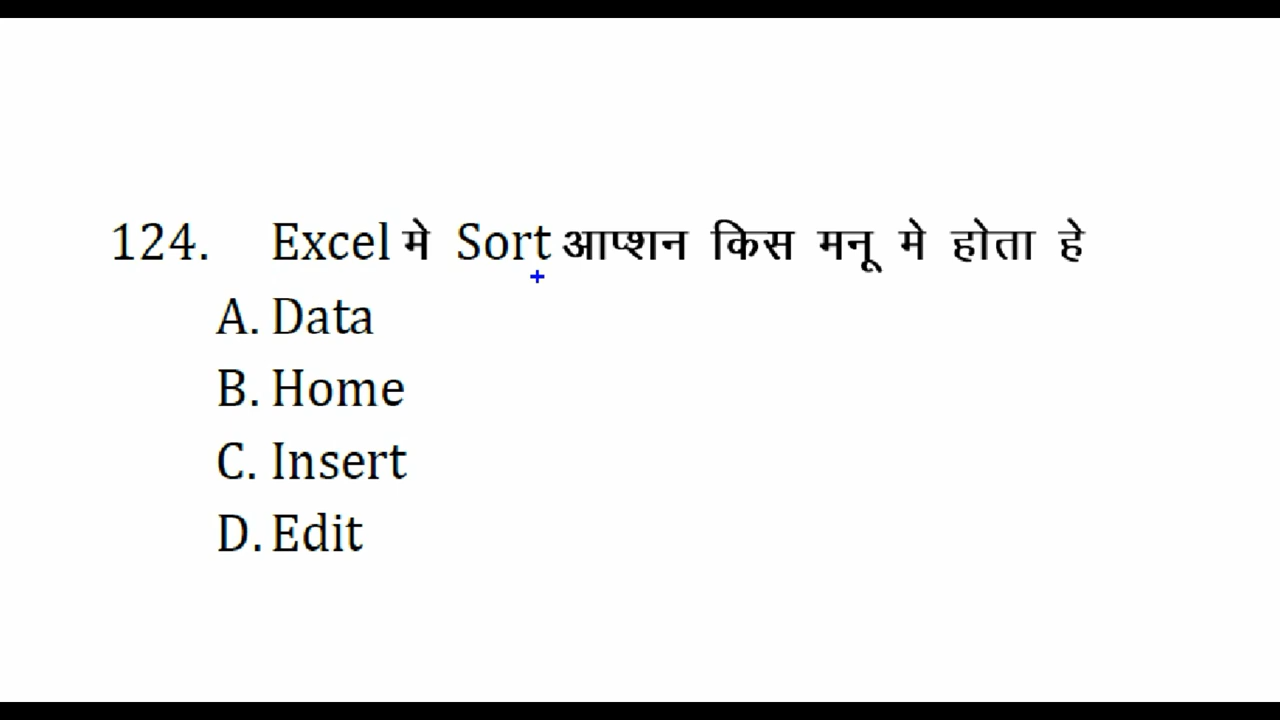 124. Excel मे Sort आप्शन किस मनू मे होता हे
A. Data
B. Home
C. Insert
D. Edit